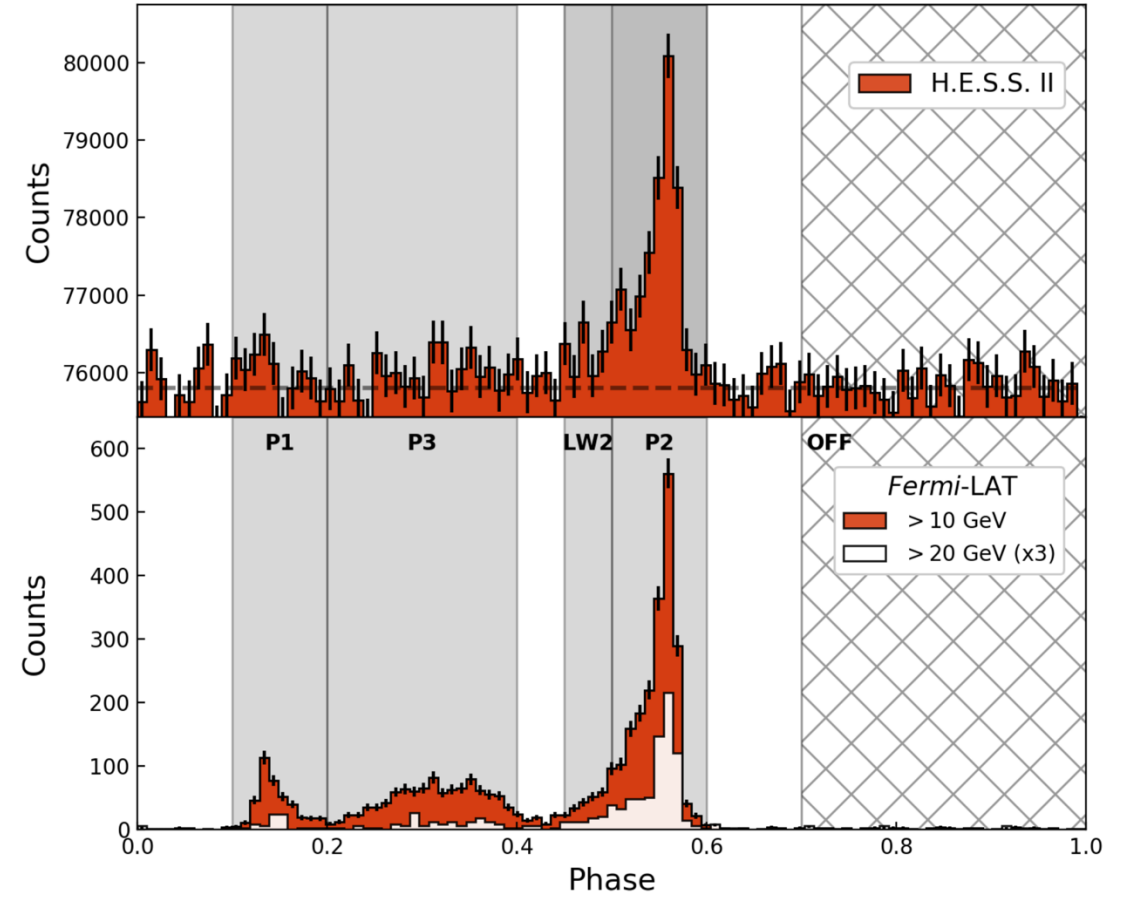 80000
79000
78000
77000
76000
Counts
H.E.S.S. II
P1
P3
LW2
P2
OFF
600
500
400
300
200
100
0
Counts
Fermi-LAT
> 10 GeV
> 20 GeV (x3)
0.0 0.2 0.4 0.6 0.8 1.0
Phase